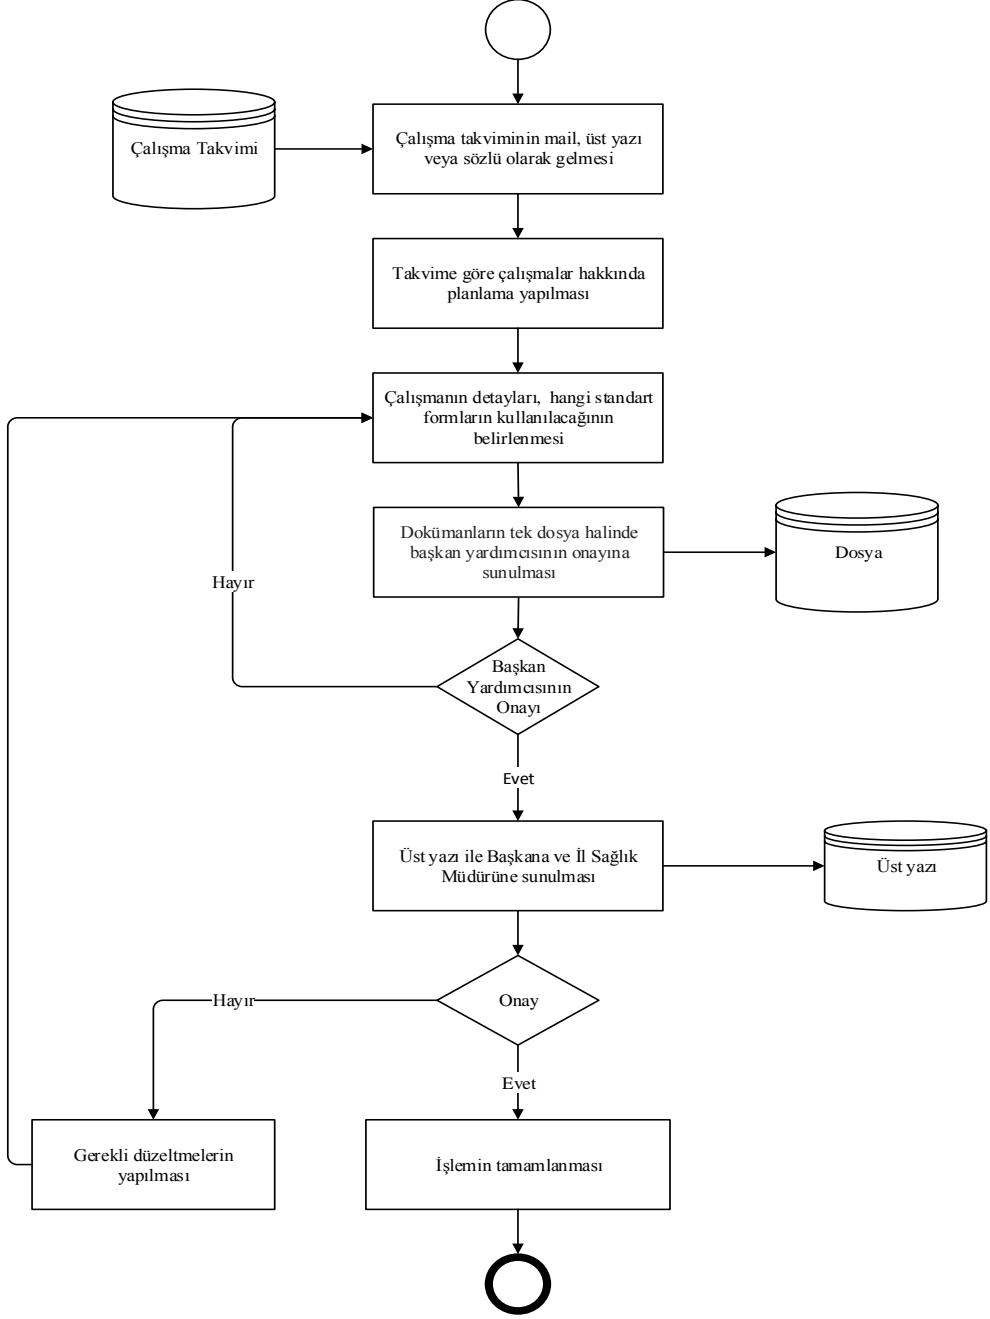 Çalışma Takvimi
Çalışma takviminin mail, üst yazı
veya sözlü olarak gelmesi
Takvime göre çalışmalar hakkında
planlama yapılması
Çalışmanın detayları, hangi standart
formların kullanılacağının
belirlenmesi
Dokümanların tek dosya halinde
başkan yardımcısının onayına
sunulması
Dosya
Hayır
Başkan
Yardımcısının
Onayı
Evet
Üst yazı ile Başkana ve İl Sağlık
Müdürüne sunulması
Üst yazı
Onay
Hayır
Evet
Gerekli düzeltmelerin
yapılması
İşlemin tamamlanması